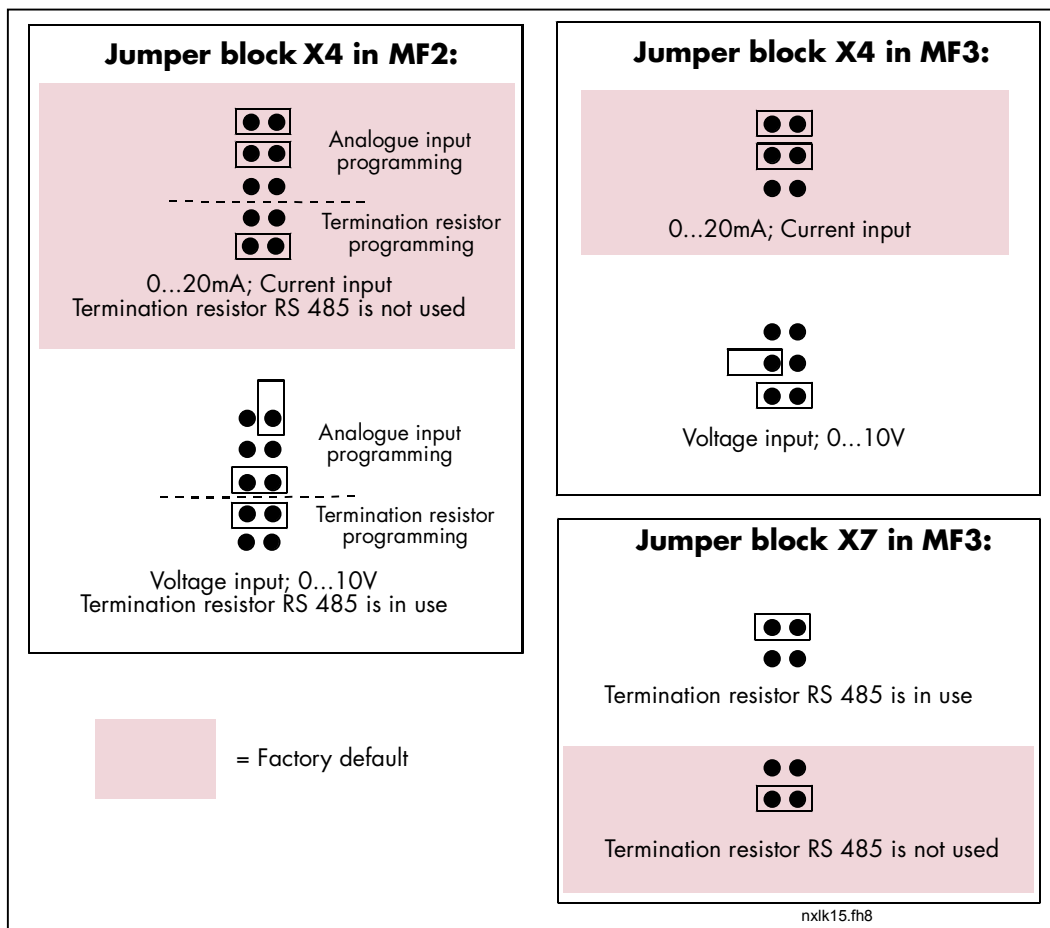 Jumper block X4 in MF2:
Analogue input
programming
Termination resistor
programming
0...20mA; Current input
Termination resistor RS 485 is not used
Analogue input
programming
Termination resistor
programming
Voltage input; 0...10V
Termination resistor RS 485 is in use
= Factory default
Jumper block X4 in MF3:
0...20mA; Current input
Voltage input; 0...10V
Jumper block X7 in MF3:
Termination resistor RS 485 is in use
Termination resistor RS 485 is not used
nxlk15.fh8